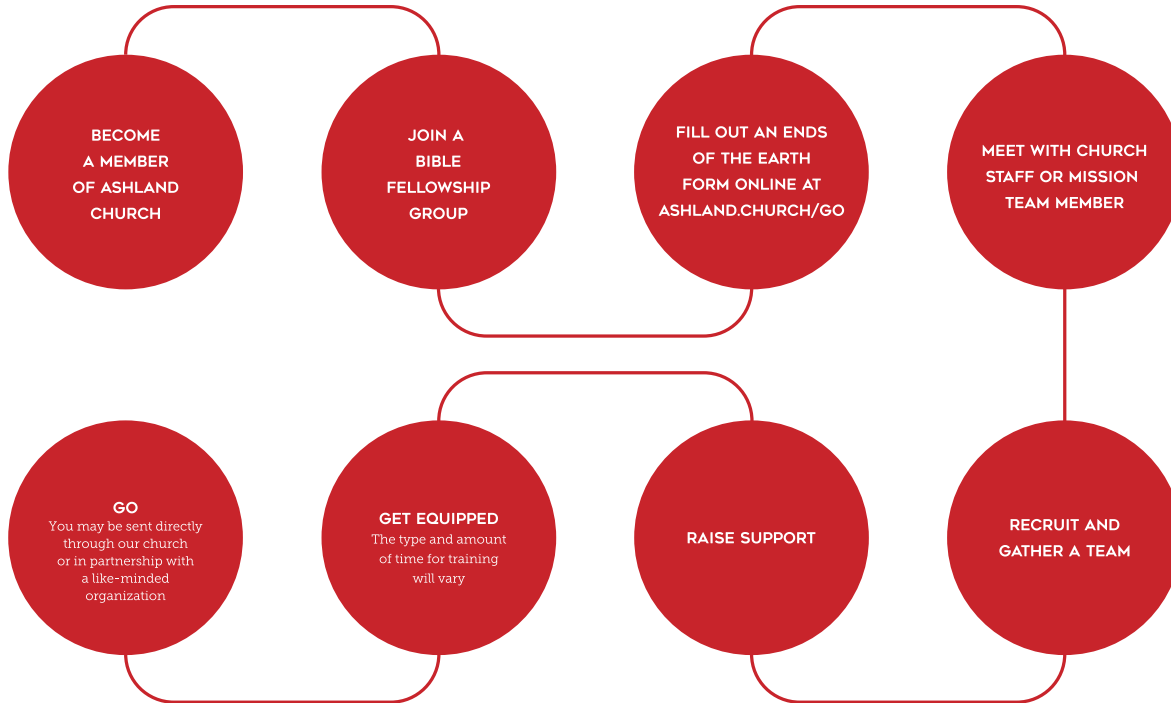 BECOME
A MEMBER
OF ASHLAND
CHURCH
JOIN A
BIBLE
FELLOWSHIP
GROUP
FILL OUT AN ENDS
OF THE EARTH
FORM ONLINE AT
ASHLAND.CHURCH/GO
MEET WITH CHURCH
STAFF OR MISSION
TEAM MEMBER
RECRUIT AND
GATHER A TEAM
RAISE SUPPORT
GET EQUIPPED
The type and amount
of time for training
will vary
GO
You may be sent directly
through our church
or in partnership with
a like-minded
organization